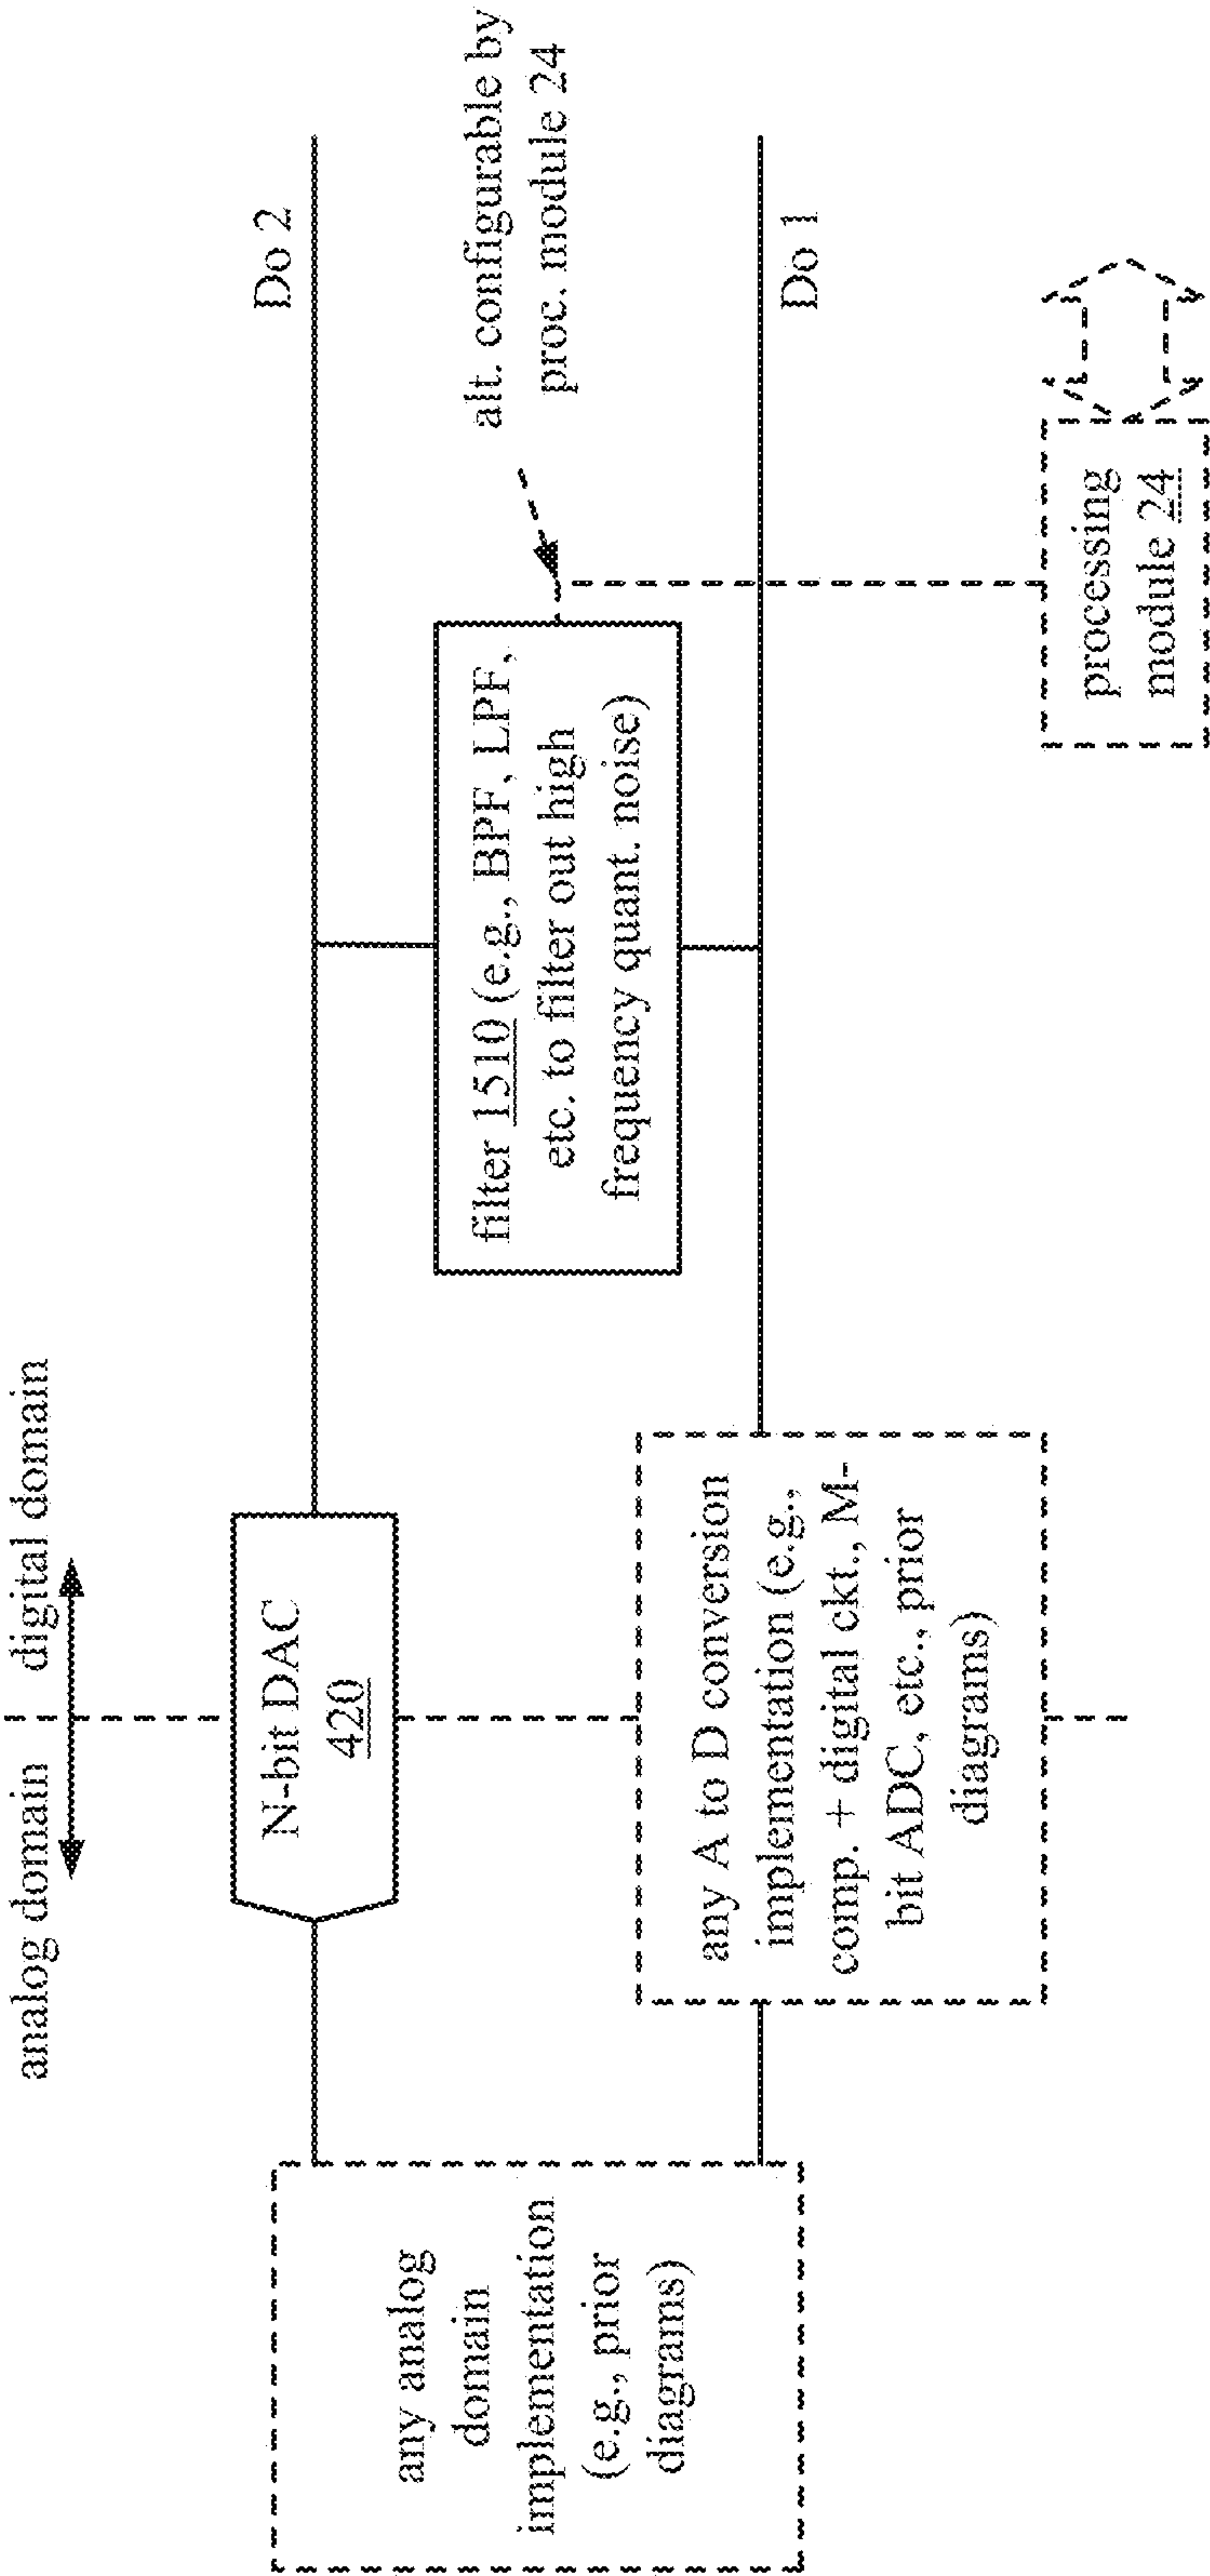 analog domain
digital domain
N-bit DAC
420
Do 2
any analog
domain
implementation
(e.g., prior
diagrams)
filter 1510 (e.g., BPF, LPF,
etc. to filter out high
frequency quant. noise)
alt. configurable by
proc. module 24
any A to D conversion
implementation (e.g.,
comp. + digital ckt., M-
bit ADC, etc., prior
diagrams)
Do 1
processing
module 24